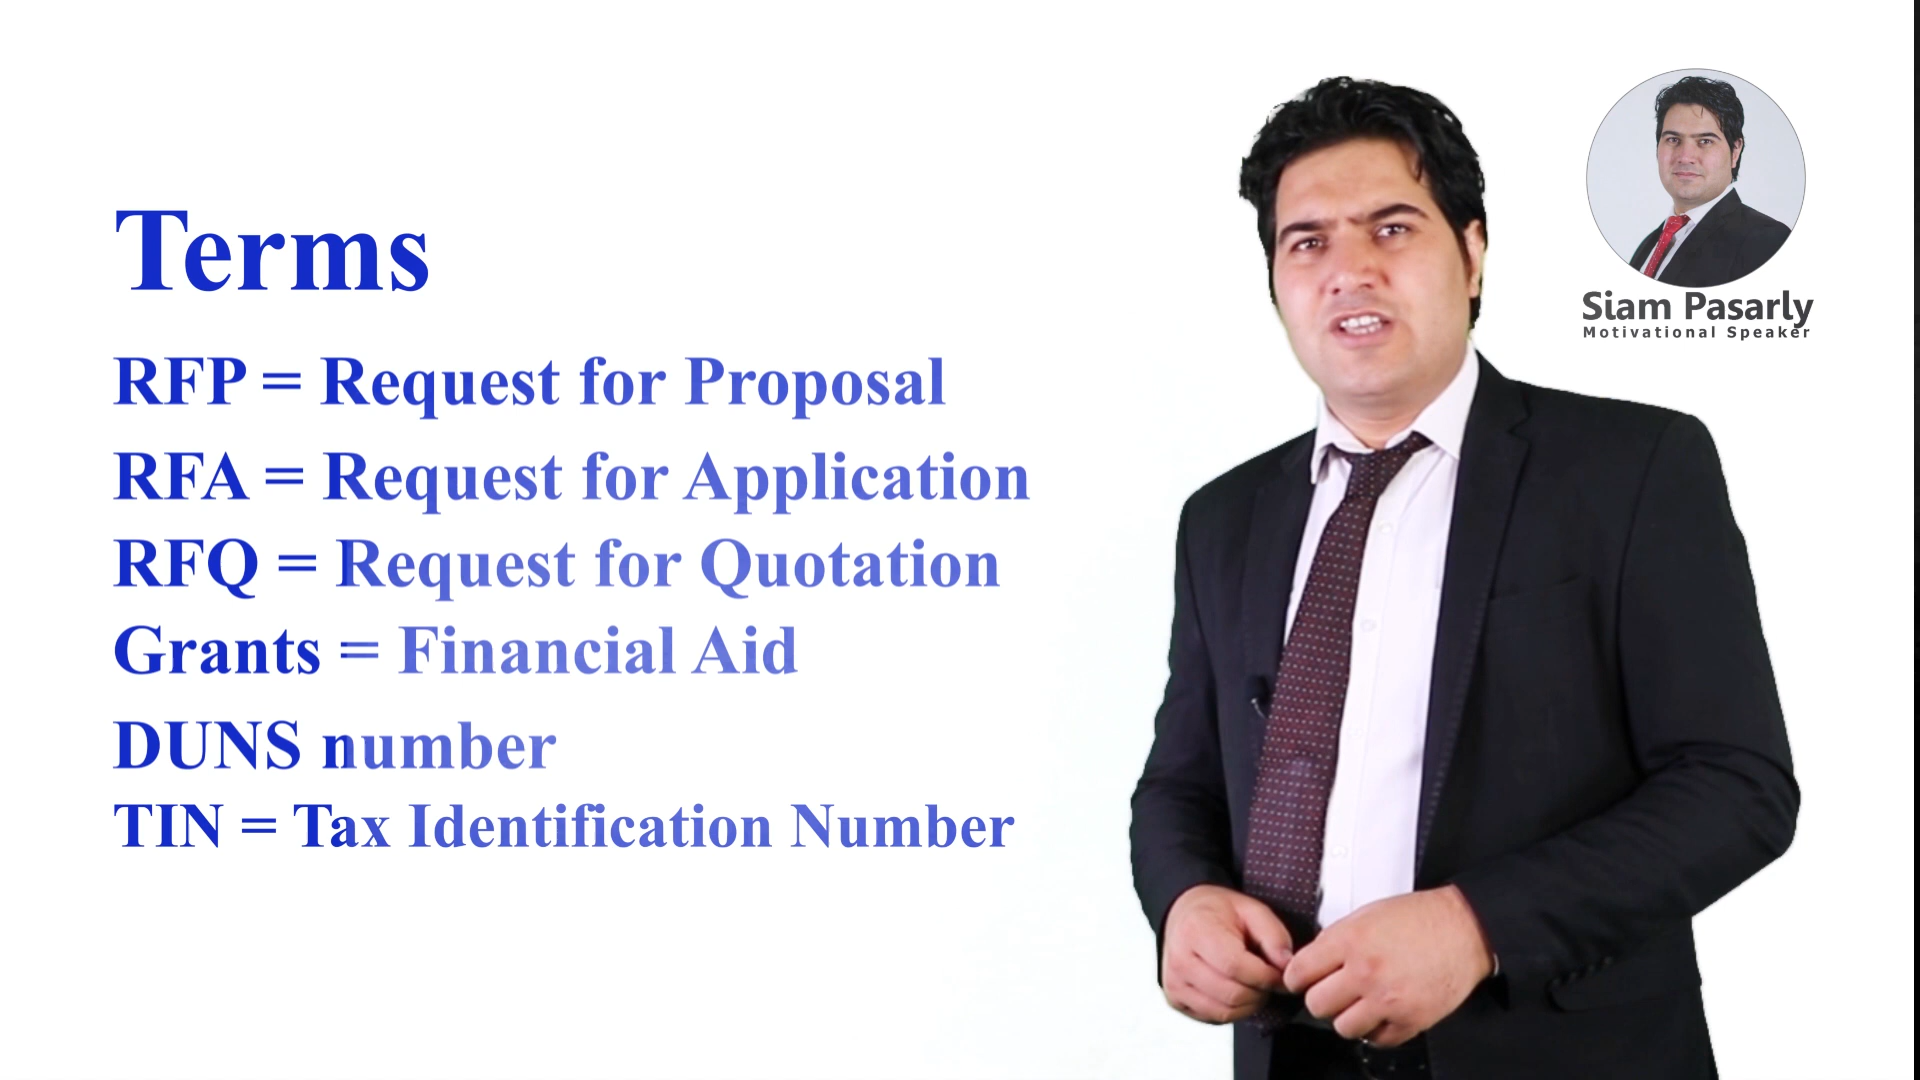 Terms
RFP = Request for Proposal
RFA = Request for Application
RFQ = Request for Quotation
Grants = Financial Aid
DUNS number
TIN = Tax Identification Number
Siam Pasarly
Motivational Speaker